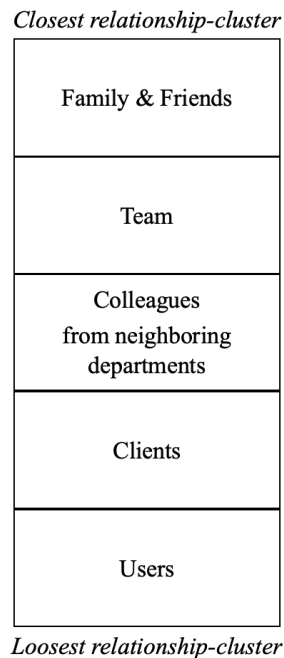 Closest relationship-cluster
Family & Friends
Team
Colleagues
from neighboring
departments
Clients
Users
Loosest relationship-cluster